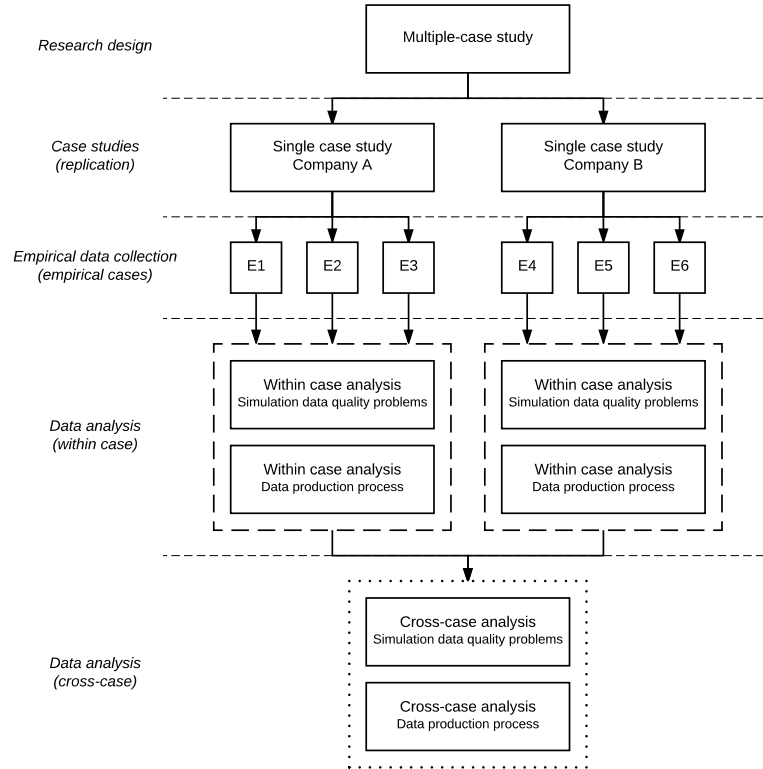 Research design
Multiple-case study
Case studies
(replication)
Single case study
Company A
Single case study
Company B
Empirical data collection
(empirical cases)
E1
E2
E3
E4
E5
E6
Data analysis
(within case)
Within case analysis
Simulation data quality problems
Within case analysis
Data production process
Within case analysis
Simulation data quality problems
Within case analysis
Data production process
Data analysis
(cross-case)
Cross-case analysis
Simulation data quality problems
Cross-case analysis
Data production process